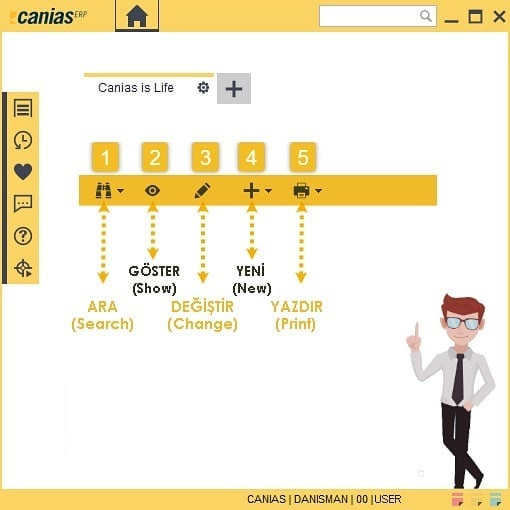 canias ERP
Canias is Life
1 2 3 4 5
GÖSTER YENİ
(Show) (New)
ARA DEĞİŞTİR YAZDIR
(Search) (Change) (Print)
CANIAS | DANISMAN | 00 |USER